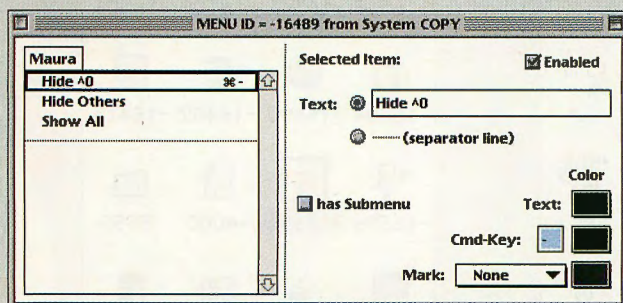 MENU ID = -16489 from System COPY
Maura
Hide ^0 ⌘-
Hide Others
Show All
Selected Item:
Enabled
Text: Hide ^0
------- (separator line)
has Submenu
Color
Text:
Cmd-Key: -
Mark: None